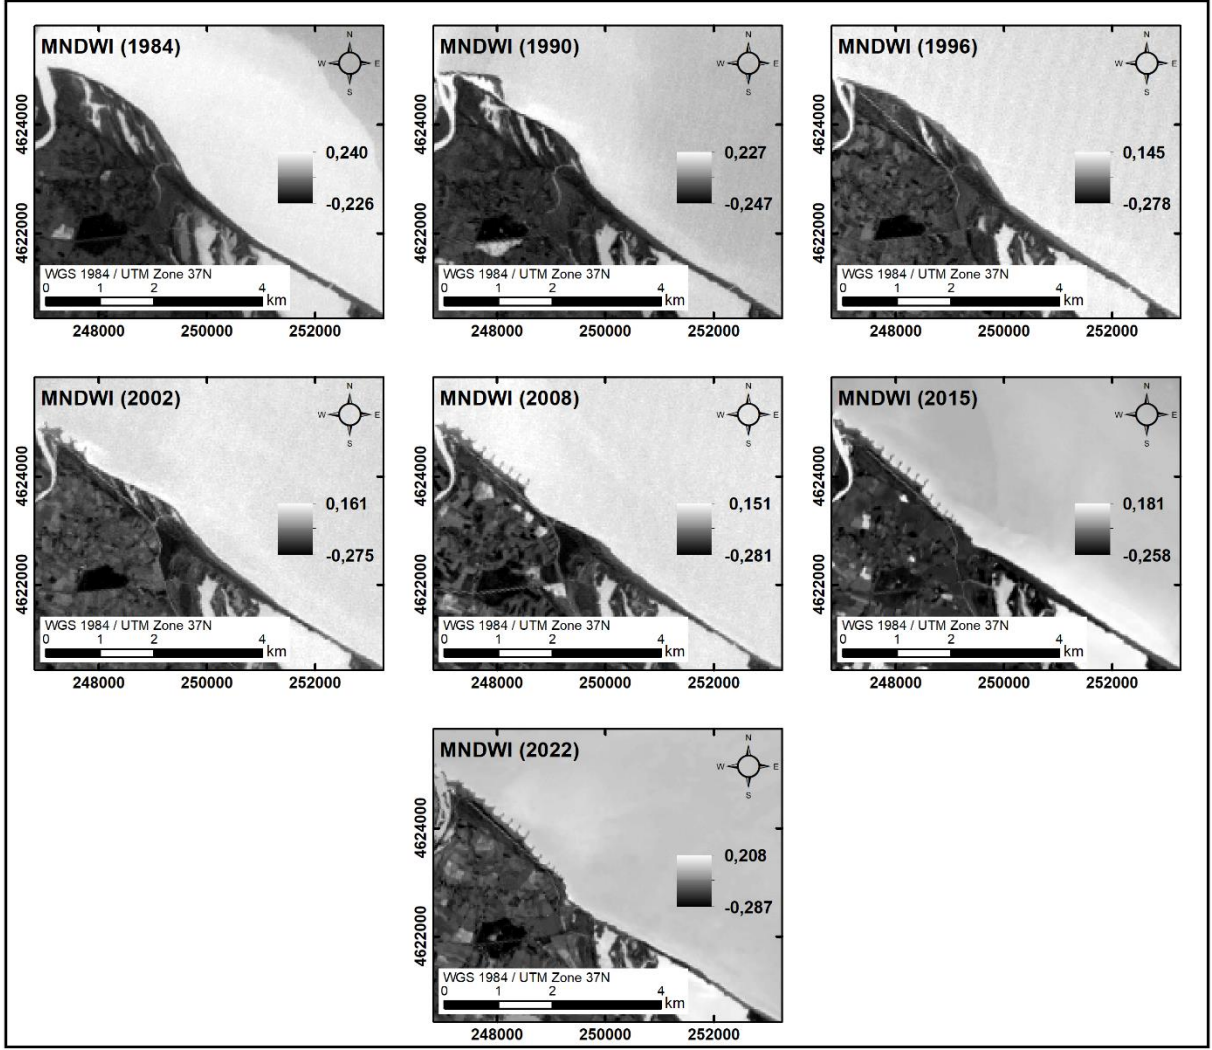 MNDWI (1984)
N
W E
S
4624000
4622000
0,240
-0,226
WGS 1984 / UTM Zone 37N
0 1 2 4
km
248000 250000 252000
MNDWI (1990)
N
W E
S
4624000
4622000
0,227
-0,247
WGS 1984 / UTM Zone 37N
0 1 2 4
km
248000 250000 252000
MNDWI (1996)
N
W E
S
4624000
4622000
0,145
-0,278
WGS 1984 / UTM Zone 37N
0 1 2 4
km
248000 250000 252000
MNDWI (2002)
N
W E
S
4624000
4622000
0,161
-0,275
WGS 1984 / UTM Zone 37N
0 1 2 4
km
248000 250000 252000
MNDWI (2008)
N
W E
S
4624000
4622000
0,151
-0,281
WGS 1984 / UTM Zone 37N
0 1 2 4
km
248000 250000 252000
MNDWI (2015)
N
W E
S
4624000
4622000
0,181
-0,258
WGS 1984 / UTM Zone 37N
0 1 2 4
km
248000 250000 252000
MNDWI (2022)
N
W E
S
4624000
4622000
0,208
-0,287
WGS 1984 / UTM Zone 37N
0 1 2 4
km
248000 250000 252000